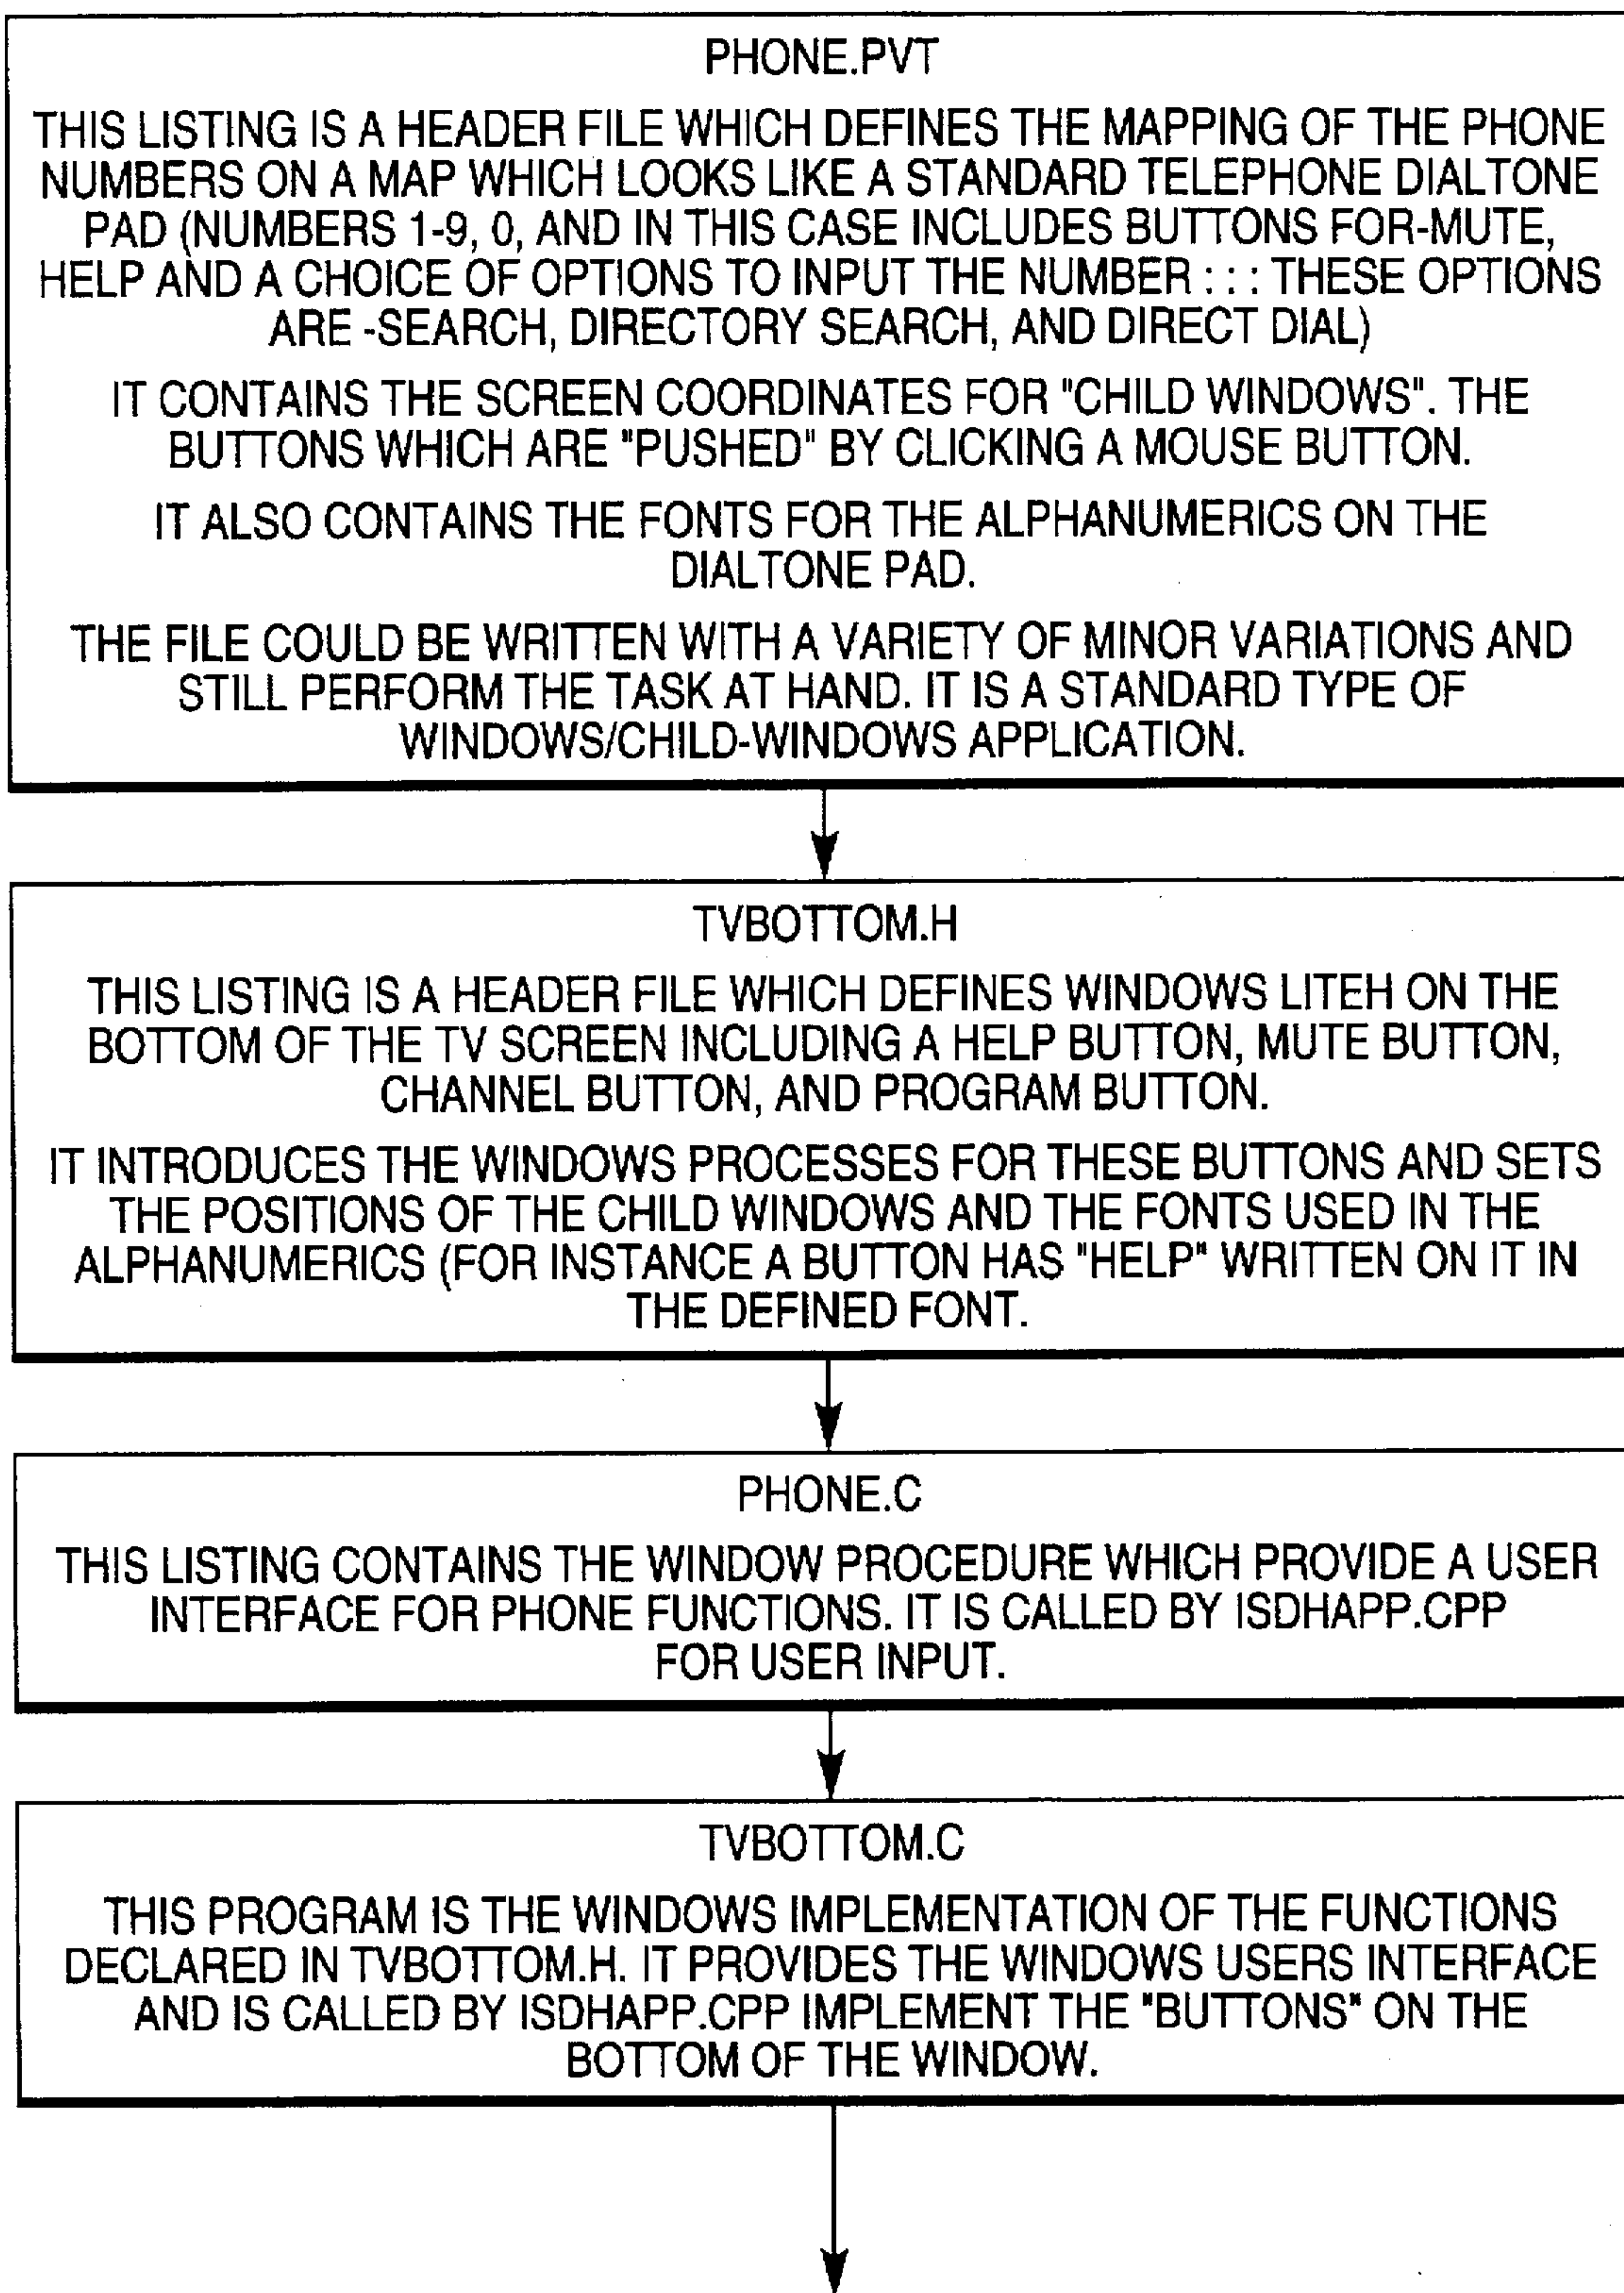 PHONE.PVT
THIS LISTING IS A HEADER FILE WHICH DEFINES THE MAPPING OF THE PHONE
NUMBERS ON A MAP WHICH LOOKS LIKE A STANDARD TELEPHONE DIALTONE
PAD (NUMBERS 1-9, 0, AND IN THIS CASE INCLUDES BUTTONS FOR-MUTE,
HELP AND A CHOICE OF OPTIONS TO INPUT THE NUMBER : : : THESE OPTIONS
ARE -SEARCH, DIRECTORY SEARCH, AND DIRECT DIAL)
IT CONTAINS THE SCREEN COORDINATES FOR "CHILD WINDOWS". THE
BUTTONS WHICH ARE "PUSHED" BY CLICKING A MOUSE BUTTON.
IT ALSO CONTAINS THE FONTS FOR THE ALPHANUMERICS ON THE
DIALTONE PAD.
THE FILE COULD BE WRITTEN WITH A VARIETY OF MINOR VARIATIONS AND
STILL PERFORM THE TASK AT HAND. IT IS A STANDARD TYPE OF
WINDOWS/CHILD-WINDOWS APPLICATION.
TVBOTTOM.H
THIS LISTING IS A HEADER FILE WHICH DEFINES WINDOWS LITEH ON THE
BOTTOM OF THE TV SCREEN INCLUDING A HELP BUTTON, MUTE BUTTON,
CHANNEL BUTTON, AND PROGRAM BUTTON.
IT INTRODUCES THE WINDOWS PROCESSES FOR THESE BUTTONS AND SETS
THE POSITIONS OF THE CHILD WINDOWS AND THE FONTS USED IN THE
ALPHANUMERICS (FOR INSTANCE A BUTTON HAS "HELP" WRITTEN ON IT IN
THE DEFINED FONT.
PHONE.C
THIS LISTING CONTAINS THE WINDOW PROCEDURE WHICH PROVIDE A USER
INTERFACE FOR PHONE FUNCTIONS. IT IS CALLED BY ISDHAPP.CPP
FOR USER INPUT.
TVBOTTOM.C
THIS PROGRAM IS THE WINDOWS IMPLEMENTATION OF THE FUNCTIONS
DECLARED IN TVBOTTOM.H. IT PROVIDES THE WINDOWS USERS INTERFACE
AND IS CALLED BY ISDHAPP.CPP IMPLEMENT THE "BUTTONS" ON THE
BOTTOM OF THE WINDOW.